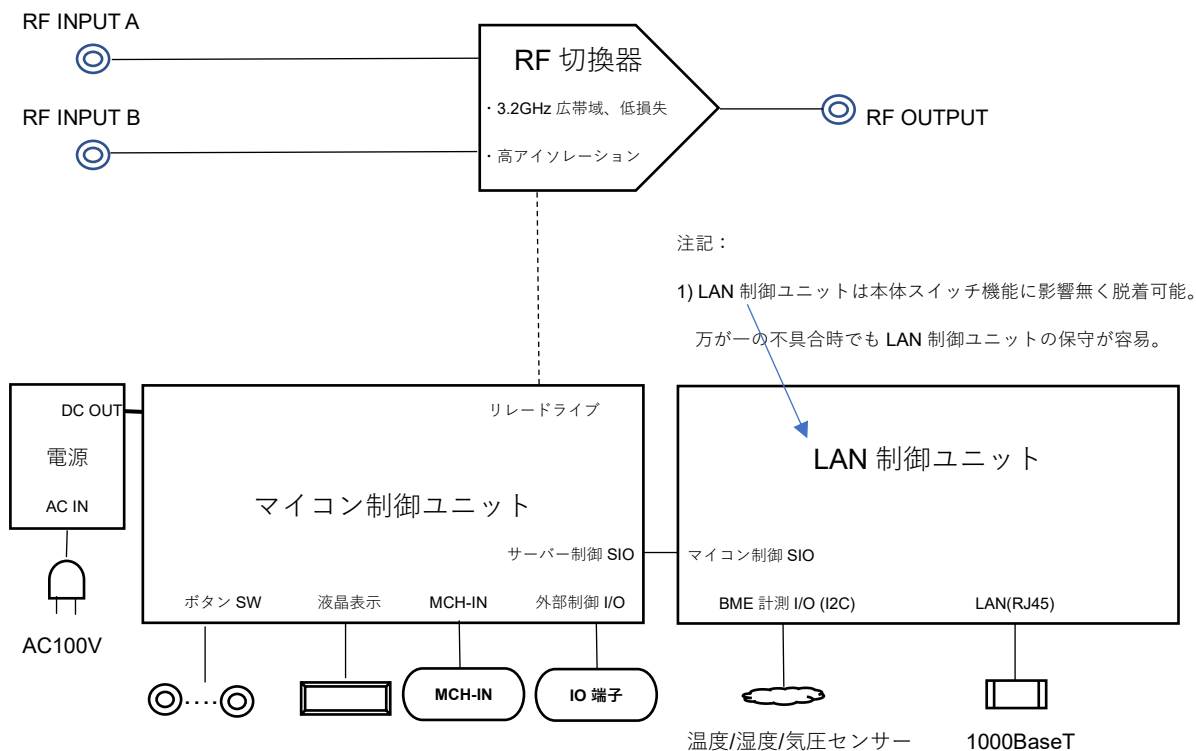 RF INPUT A
RF 切換器
・3.2GHz 広帯域、低損失
RF INPUT B
RF OUTPUT
・高アイソレーション
注記：
1) LAN 制御ユニットは本体スイッチ機能に影響無く脱着可能。
万が一の不具合時でも LAN 制御ユニットの保守が容易。
DC OUT
電源
AC IN
AC100V
リレードライブ
マイコン制御ユニット
サーバー制御 SIO
ボタン SW
液晶表示
MCH-IN
外部制御 I/O
MCH-IN
IO 端子
LAN 制御ユニット
マイコン制御 SIO
BME 計測 I/O (I2C)
LAN(RJ45)
温度/湿度/気圧センサー
1000BaseT